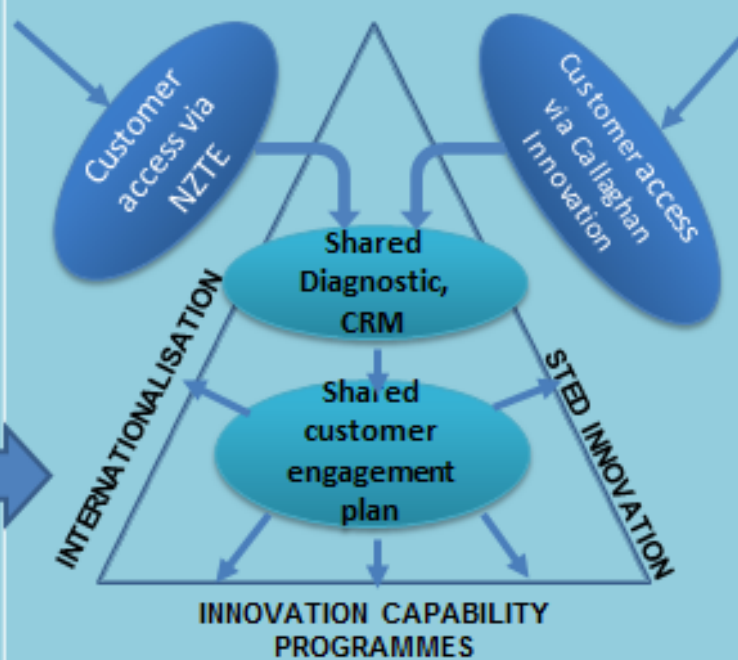 Customer
access via
NZTE
Customer access
via Callaghan
Innovation
Shared
Diagnostic,
CRM
Shared
customer
engagement
plan
INTERNATIONALISATION
STED INNOVATION
INNOVATION CAPABILITY
PROGRAMMES